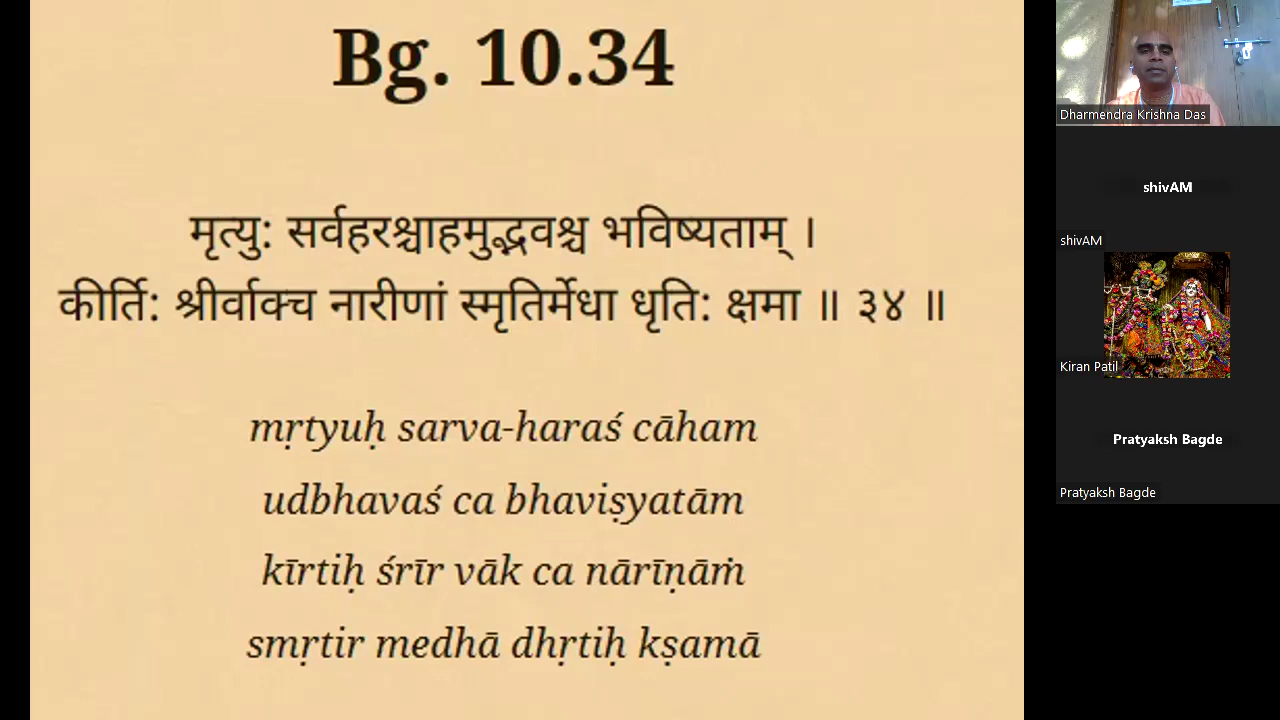 Bg. 10.34
मृत्यु: सर्वहरश्चाहमुद्भवश्च भविष्यताम् ।
कीर्ति: श्रीर्वाक्च नारीणां स्मृतिर्मेधा धृति: क्षमा ॥ ३४ ॥
mṛtyuḥ sarva-haraś cāham
udbhavaś ca bhaviṣyatām
kīrtiḥ śrīr vāk ca nārīṇāṁ
smṛtir medhā dhṛtiḥ kṣamā
Dharmendra Krishna Das
shivAM
shivAM
Kiran Patil
Pratyaksh Bagde
Pratyaksh Bagde